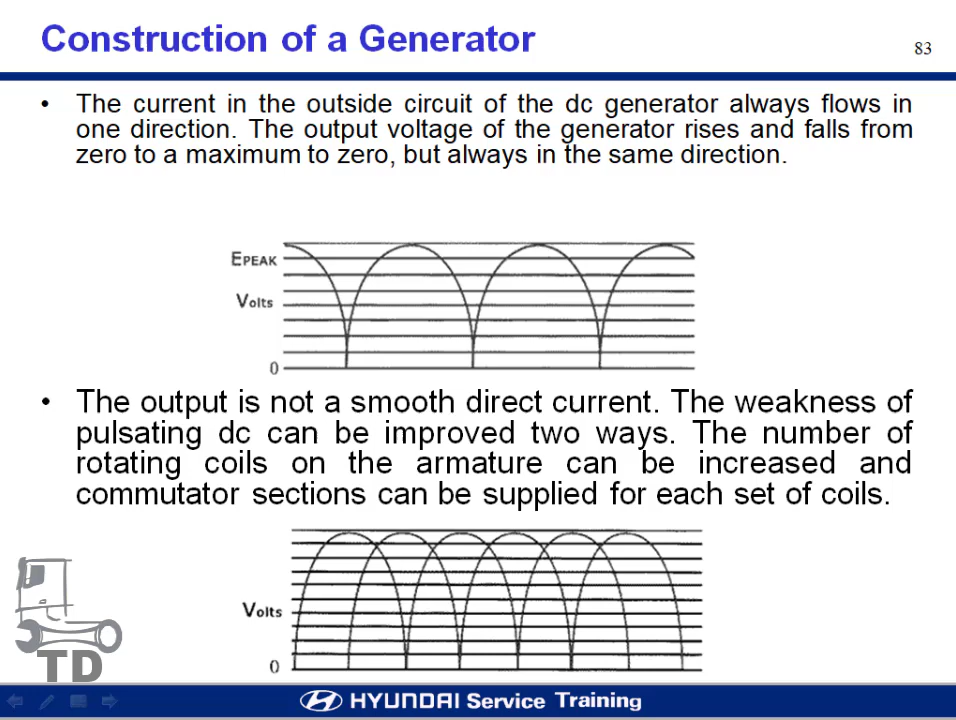 Construction of a Generator
83
• The current in the outside circuit of the dc generator always flows in
one direction. The output voltage of the generator rises and falls from
zero to a maximum to zero, but always in the same direction.
EPEAK
Volts
0
• The output is not a smooth direct current. The weakness of
pulsating dc can be improved two ways. The number of
rotating coils on the armature can be increased and
commutator sections can be supplied for each set of coils.
Volts
0
TD
HYUNDAI Service Training